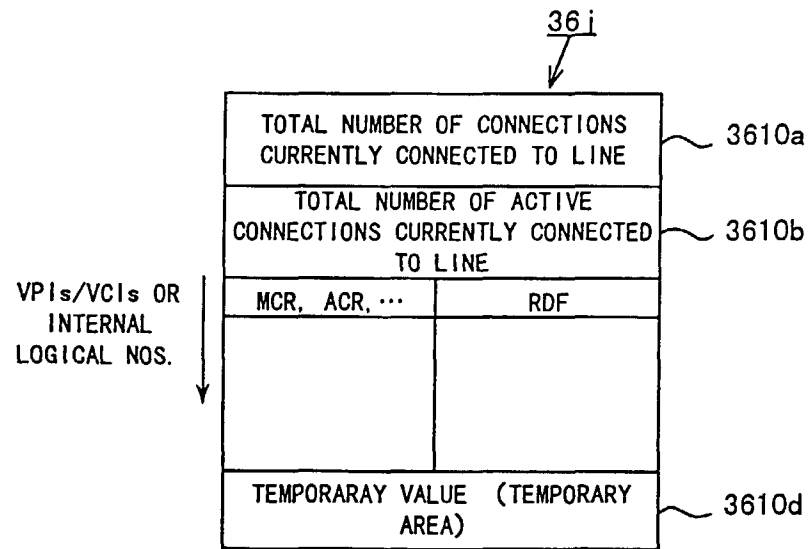 36j
TOTAL NUMBER OF CONNECTIONS
CURRENTLY CONNECTED TO LINE
3610a
TOTAL NUMBER OF ACTIVE
CONNECTIONS CURRENTLY CONNECTED
TO LINE
3610b
VPIs/VCIs OR
INTERNAL
LOGICAL NOS.
MCR, ACR, ···
RDF
TEMPORARAY VALUE (TEMPORARY
AREA)
3610d